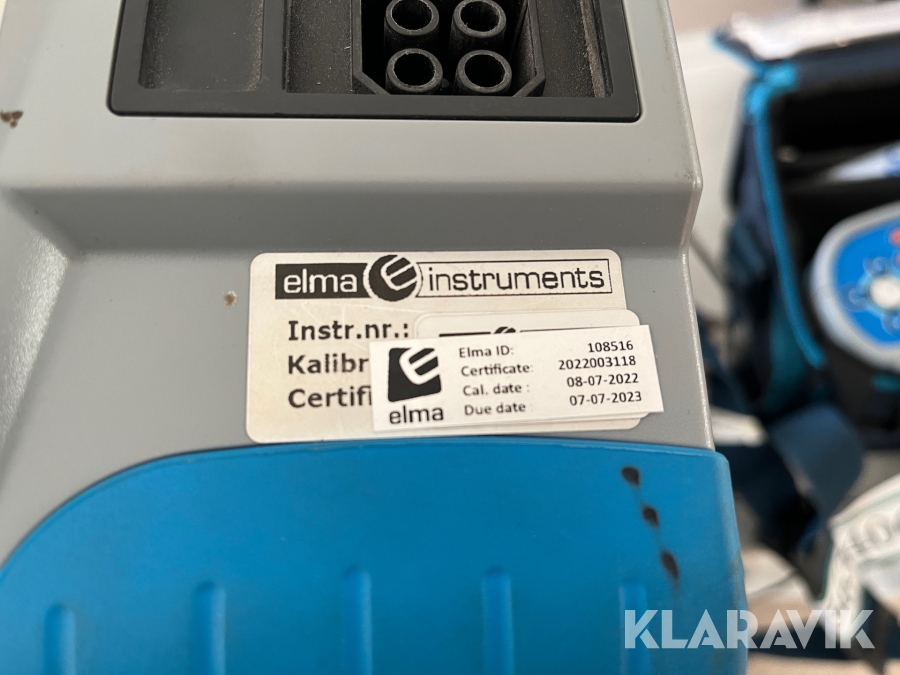 elma e instruments
Instr.nr.:
Kalibr
Certifi
elma
Elma ID: 108516
Certificate: 2022003118
Cal. date : 08-07-2022
Due date : 07-07-2023
KLARAVIK